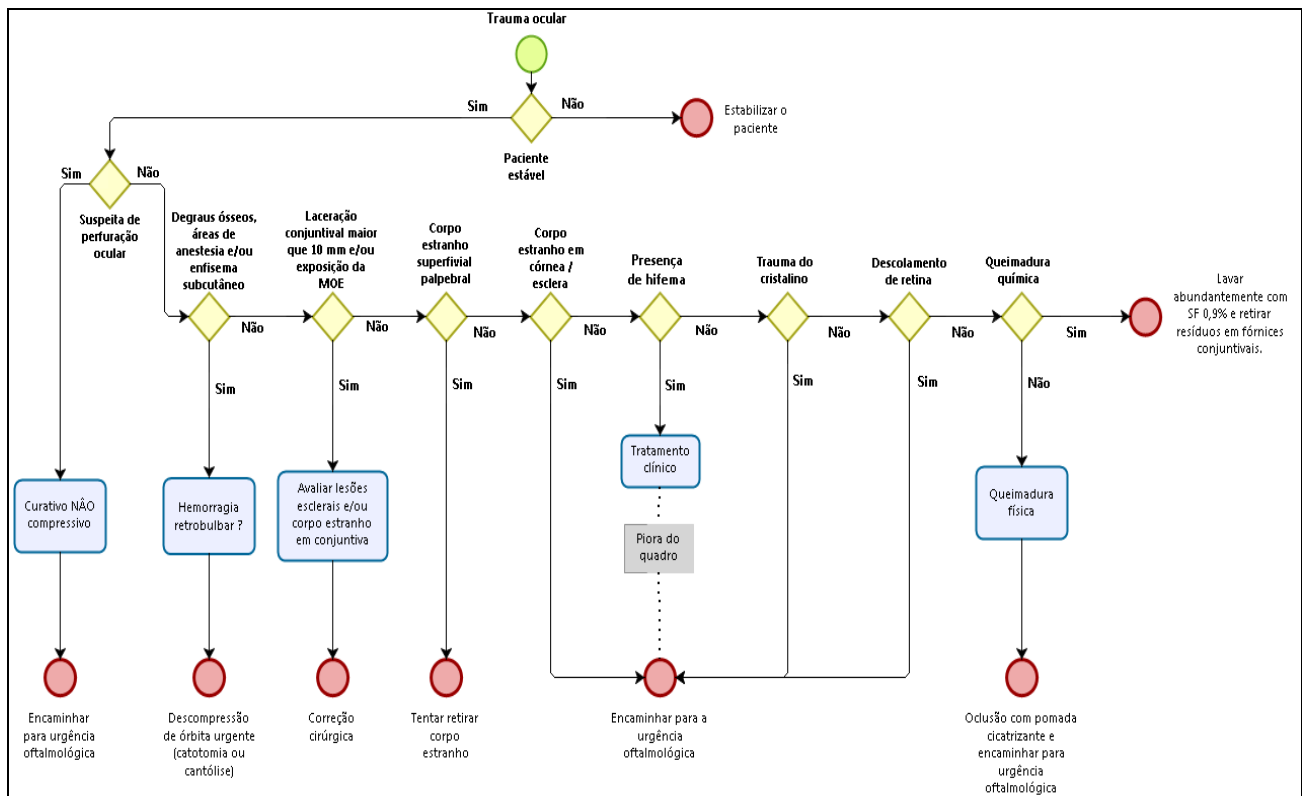 Trauma ocular
Sim
Não
Estabilizar o
paciente
Paciente
estável
Sim
Não
Suspeita de
perfuração
ocular
Degraus ósseos,
áreas de
anestesia e/ou
enfisema
subcutâneo
Laceração
conjuntival maior
que 10 mm e/ou
exposição da
MOE
Corpo
estranho
superfivial
palpebral
Corpo
estranho em
córnea /
esclera
Presença
de hifema
Trauma do
cristalino
Descolamento
de retina
Queimadura
química
Lavar
abundantemente com
SF 0,9% e retirar
resíduos em fórnices
conjuntivais.
Não
Não
Não
Não
Não
Não
Não
Sim
Sim
Sim
Sim
Sim
Sim
Sim
Sim
Não
Curativo NÂO
compressivo
Hemorragia
retrobulbar ?
Avaliar lesões
esclerais e/ou
corpo estranho
em conjuntiva
Tratamento
clínico
Piora do
quadro
Queimadura
física
Encaminhar
para urgência
oftalmológica
Descompressão
de órbita urgente
(catotomia ou
cantólise)
Correção
cirúrgica
Tentar retirar
corpo
estranho
Encaminhar para a
urgência
oftalmológica
Oclusão com pomada
cicatrizante e
encaminhar para
urgência
oftalmológica